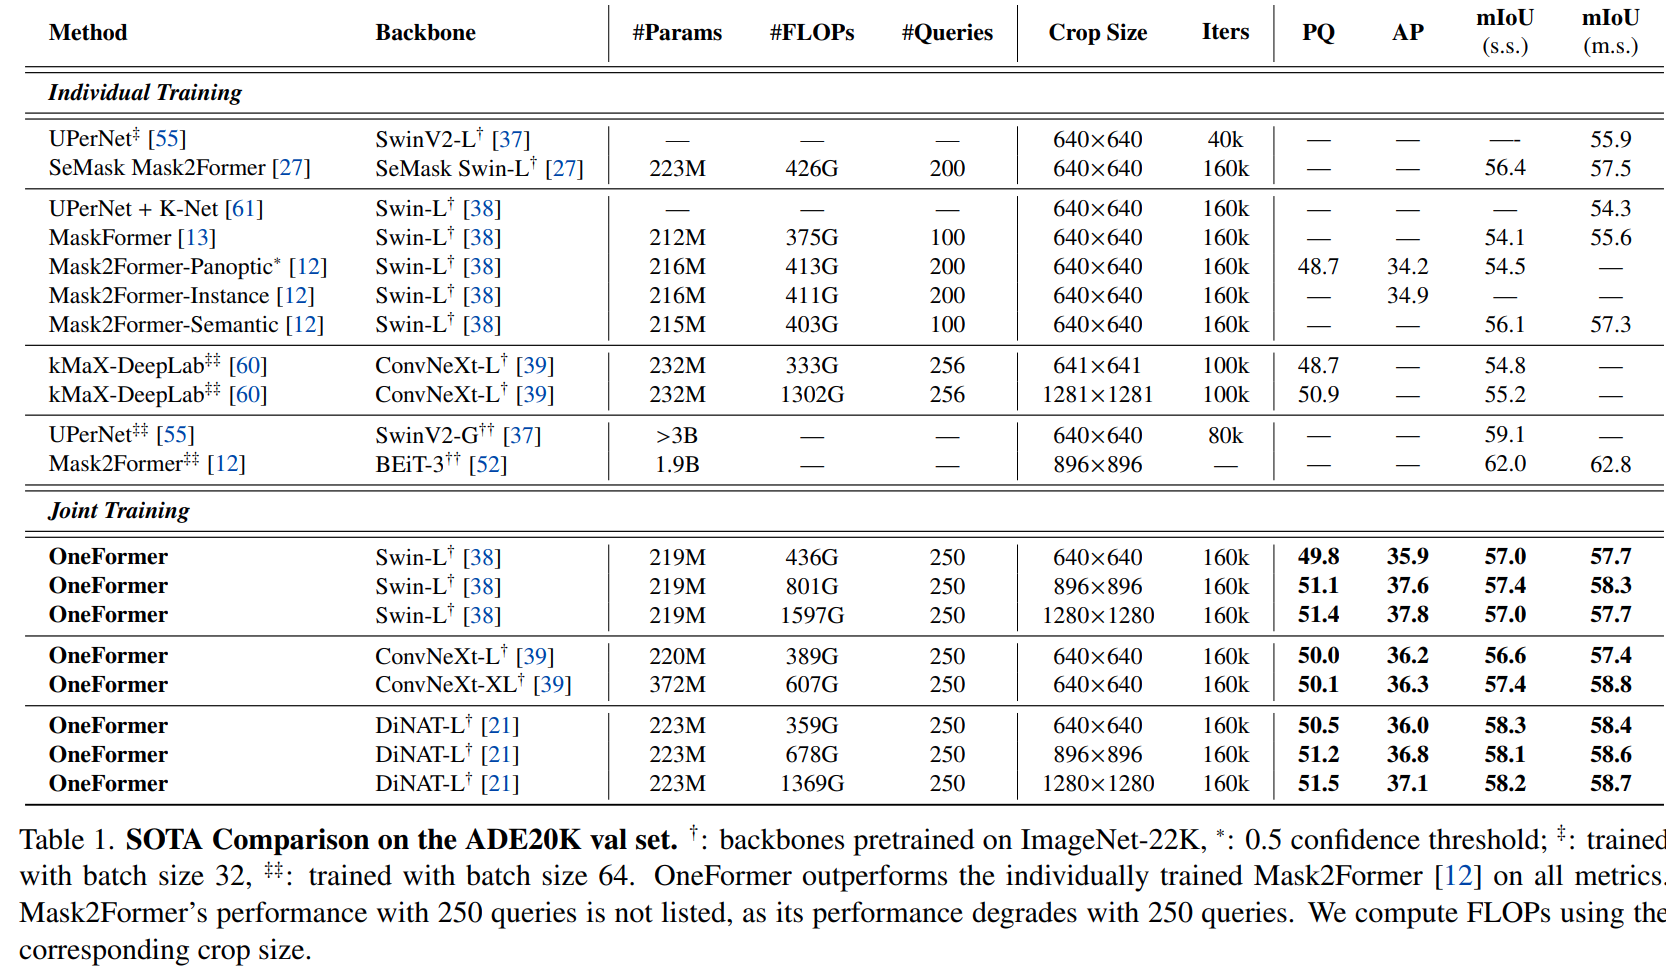 Method Backbone #Params #FLOPs #Queries Crop Size Iters PQ AP mIoU (s.s.) mIoU (m.s.)
Individual Training
UPerNet‡ [55] SwinV2-L† [37] — — — 640×640 40k — — —- 55.9
SeMask Mask2Former [27] SeMask Swin-L† [27] 223M 426G 200 640×640 160k — — 56.4 57.5
UPerNet + K-Net [61] Swin-L† [38] — — — 640×640 160k — — — 54.3
MaskFormer [13] Swin-L† [38] 212M 375G 100 640×640 160k — — 54.1 55.6
Mask2Former-Panoptic* [12] Swin-L† [38] 216M 413G 200 640×640 160k 48.7 34.2 54.5 —
Mask2Former-Instance [12] Swin-L† [38] 216M 411G 200 640×640 160k — 34.9 — —
Mask2Former-Semantic [12] Swin-L† [38] 215M 403G 100 640×640 160k — — 56.1 57.3
kMaX-DeepLab‡‡ [60] ConvNeXt-L† [39] 232M 333G 256 641×641 100k 48.7 — 54.8 —
kMaX-DeepLab‡‡ [60] ConvNeXt-L† [39] 232M 1302G 256 1281×1281 100k 50.9 — 55.2 —
UPerNet‡‡ [55] SwinV2-G†† [37] >3B — — 640×640 80k — — 59.1 —
Mask2Former‡‡ [12] BEiT-3†† [52] 1.9B — — 896×896 — — — 62.0 62.8
Joint Training
OneFormer Swin-L† [38] 219M 436G 250 640×640 160k 49.8 35.9 57.0 57.7
OneFormer Swin-L† [38] 219M 801G 250 896×896 160k 51.1 37.6 57.4 58.3
OneFormer Swin-L† [38] 219M 1597G 250 1280×1280 160k 51.4 37.8 57.0 57.7
OneFormer ConvNeXt-L† [39] 220M 389G 250 640×640 160k 50.0 36.2 56.6 57.4
OneFormer ConvNeXt-XL† [39] 372M 607G 250 640×640 160k 50.1 36.3 57.4 58.8
OneFormer DiNAT-L† [21] 223M 359G 250 640×640 160k 50.5 36.0 58.3 58.4
OneFormer DiNAT-L† [21] 223M 678G 250 896×896 160k 51.2 36.8 58.1 58.6
OneFormer DiNAT-L† [21] 223M 1369G 250 1280×1280 160k 51.5 37.1 58.2 58.7
Table 1. SOTA Comparison on the ADE20K val set. †: backbones pretrained on ImageNet-22K, *: 0.5 confidence threshold; ‡: trained
with batch size 32, ‡‡: trained with batch size 64. OneFormer outperforms the individually trained Mask2Former [12] on all metrics.
Mask2Former's performance with 250 queries is not listed, as its performance degrades with 250 queries. We compute FLOPs using the
corresponding crop size.